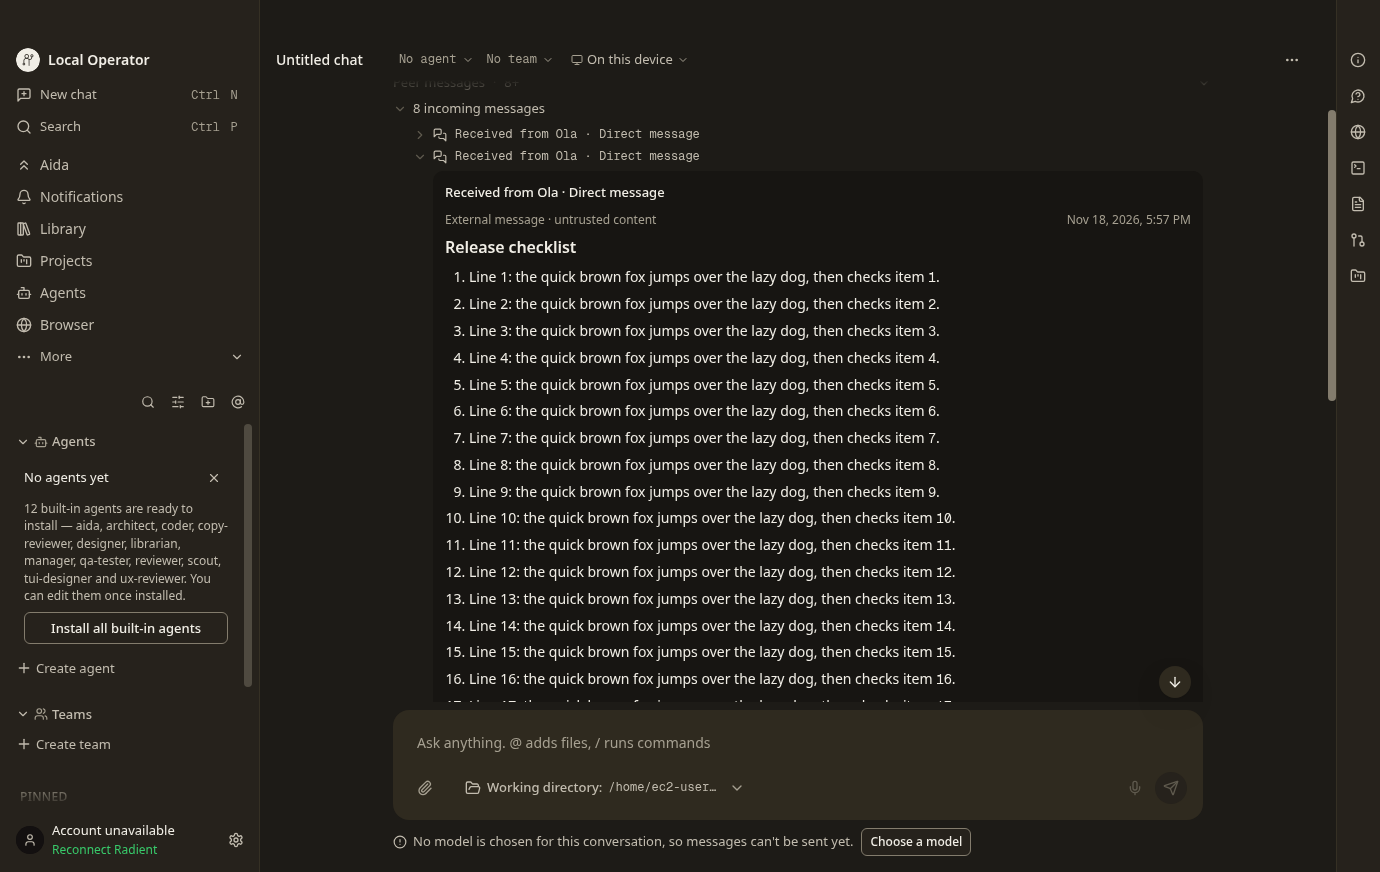 Local Operator
New chat Ctrl N
Search Ctrl P
Aida
Notifications
Library
Projects
Agents
Browser
More
Agents
No agents yet
12 built-in agents are ready to
install — aida, architect, coder, copy-
reviewer, designer, librarian,
manager, qa-tester, reviewer, scout,
tui-designer and ux-reviewer. You
can edit them once installed.
Install all built-in agents
Create agent
Teams
Create team
PINNED
Account unavailable
Reconnect Radient
Untitled chat No agent No team On this device
Peer messages · 8+
8 incoming messages
Received from Ola · Direct message
Received from Ola · Direct message
Received from Ola · Direct message
External message · untrusted content Nov 18, 2026, 5:57 PM
Release checklist
1. Line 1: the quick brown fox jumps over the lazy dog, then checks item 1.
2. Line 2: the quick brown fox jumps over the lazy dog, then checks item 2.
3. Line 3: the quick brown fox jumps over the lazy dog, then checks item 3.
4. Line 4: the quick brown fox jumps over the lazy dog, then checks item 4.
5. Line 5: the quick brown fox jumps over the lazy dog, then checks item 5.
6. Line 6: the quick brown fox jumps over the lazy dog, then checks item 6.
7. Line 7: the quick brown fox jumps over the lazy dog, then checks item 7.
8. Line 8: the quick brown fox jumps over the lazy dog, then checks item 8.
9. Line 9: the quick brown fox jumps over the lazy dog, then checks item 9.
10. Line 10: the quick brown fox jumps over the lazy dog, then checks item 10.
11. Line 11: the quick brown fox jumps over the lazy dog, then checks item 11.
12. Line 12: the quick brown fox jumps over the lazy dog, then checks item 12.
13. Line 13: the quick brown fox jumps over the lazy dog, then checks item 13.
14. Line 14: the quick brown fox jumps over the lazy dog, then checks item 14.
15. Line 15: the quick brown fox jumps over the lazy dog, then checks item 15.
16. Line 16: the quick brown fox jumps over the lazy dog, then checks item 16.
Ask anything. @ adds files, / runs commands
Working directory: /home/ec2-user…
No model is chosen for this conversation, so messages can't be sent yet. Choose a model